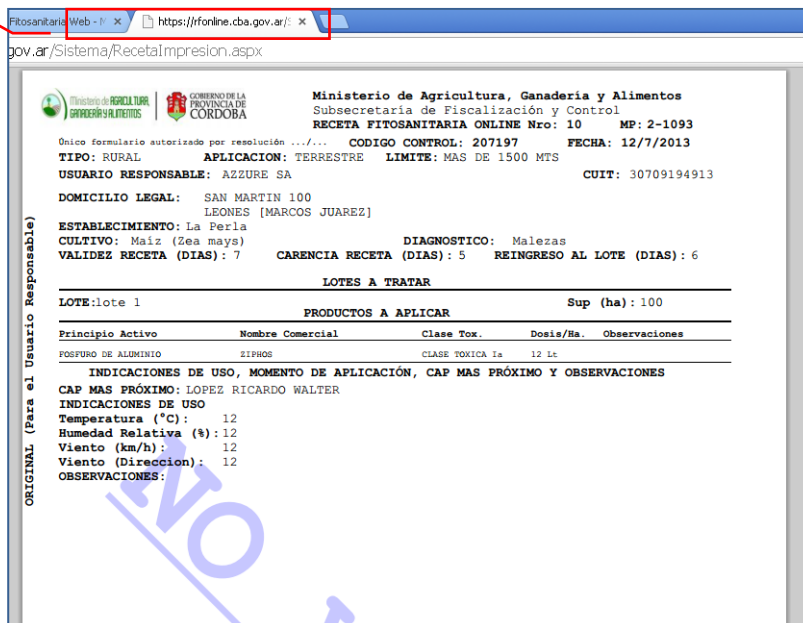 Fitosanitaria Web - M
https://rfonline.cba.gov.ar/S
gov.ar/Sistema/RecetaImpresion.aspx
Ministerio de AGRICULTURA,
GANADERÍA Y ALIMENTOS
GOBIERNO DE LA
PROVINCIA DE
CÓRDOBA
Ministerio de Agricultura, Ganadería y Alimentos
Subsecretaría de Fiscalización y Control
RECETA FITOSANITARIA ONLINE Nro: 10 MP: 2-1093
Único formulario autorizado por resolución .../... CODIGO CONTROL: 207197 FECHA: 12/7/2013
TIPO: RURAL APLICACION: TERRESTRE LIMITE: MAS DE 1500 MTS
USUARIO RESPONSABLE: AZZURE SA CUIT: 30709194913
DOMICILIO LEGAL: SAN MARTIN 100
LEONES [MARCOS JUAREZ]
ESTABLECIMIENTO: La Perla
CULTIVO: Maíz (Zea mays) DIAGNOSTICO: Malezas
VALIDEZ RECETA (DIAS): 7 CARENCIA RECETA (DIAS): 5 REINGRESO AL LOTE (DIAS): 6
LOTES A TRATAR
LOTE:lote 1 Sup (ha): 100
PRODUCTOS A APLICAR
Principio Activo Nombre Comercial Clase Tox. Dosis/Ha. Observaciones
FOSFURO DE ALUMINIO ZIPHOS CLASE TOXICA Ia 12 Lt
INDICACIONES DE USO, MOMENTO DE APLICACIÓN, CAP MAS PRÓXIMO Y OBSERVACIONES
CAP MAS PRÓXIMO: LOPEZ RICARDO WALTER
INDICACIONES DE USO
Temperatura (°C): 12
Humedad Relativa (%): 12
Viento (km/h): 12
Viento (Direccion): 12
OBSERVACIONES:
ORIGINAL (Para el Usuario Responsable)
NO